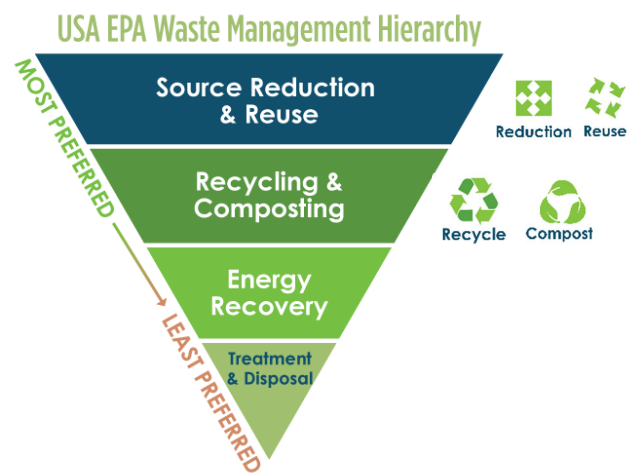 USA EPA Waste Management Hierarchy
MOST PREFERRED
Source Reduction
& Reuse
Reduction
Reuse
Recycling &
Composting
Recycle
Compost
Energy
Recovery
LEAST PREFERRED
Treatment
& Disposal